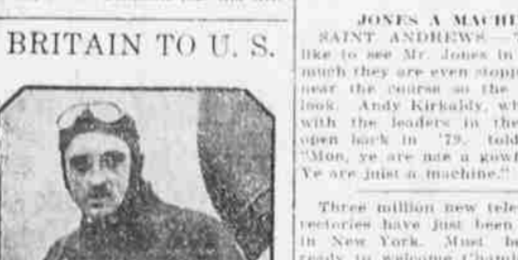 BRITAIN TO U. S.
JONES A MACHI
SAINT ANDREWS—"
like to see Mr. Jones in
much they are even stopp
near the course so the
look. Andy Kirkaldy, wh
with the leaders in the
open back in '79, told
"Mon, ye are nae a gowf
Ye are juist a machine."
Three million new tele
rectories have just been
in New York. Must be
ready to welcome Chamb